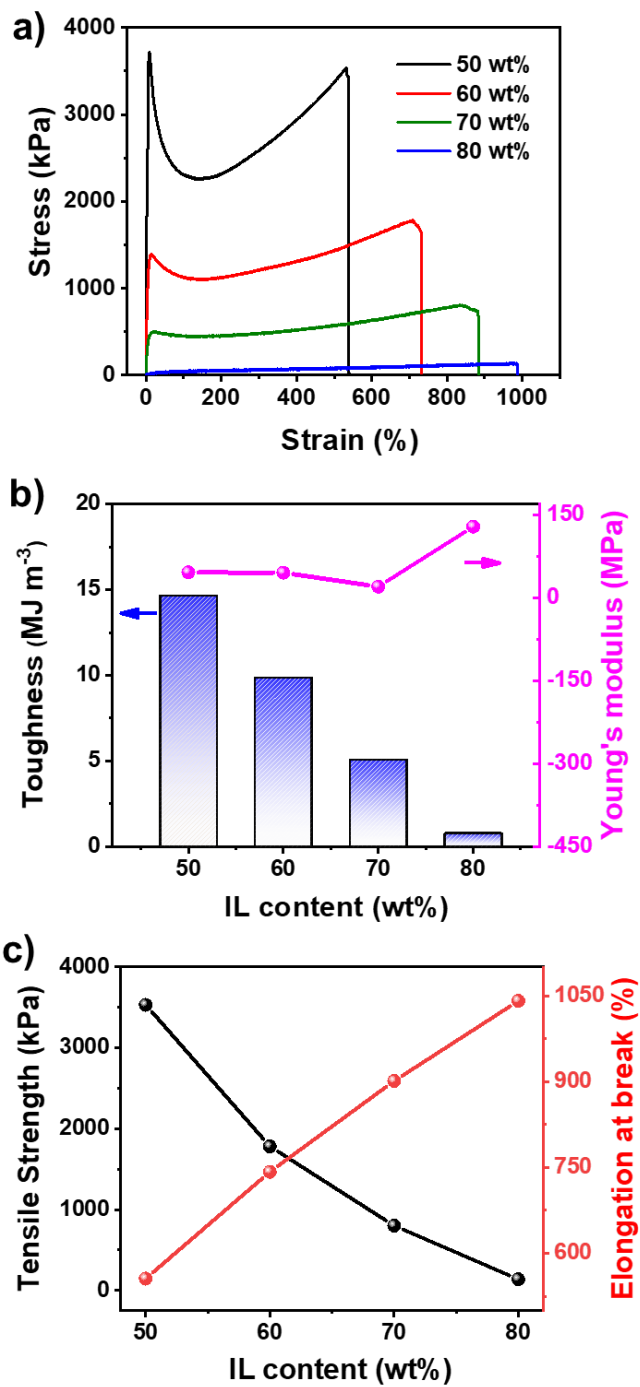 a)
4000
3000
2000
1000
0
Stress (kPa)
50 wt%
60 wt%
70 wt%
80 wt%
0 200 400 600 800 1000
Strain (%)
b)
20
15
10
5
0
Toughness (MJ m-3)
150
0
-150
-300
-450
Young's modulus (MPa)
50 60 70 80
IL content (wt%)
c)
4000
3000
2000
1000
0
Tensile Strength (kPa)
1050
900
750
600
Elongation at break (%)
50 60 70 80
IL content (wt%)